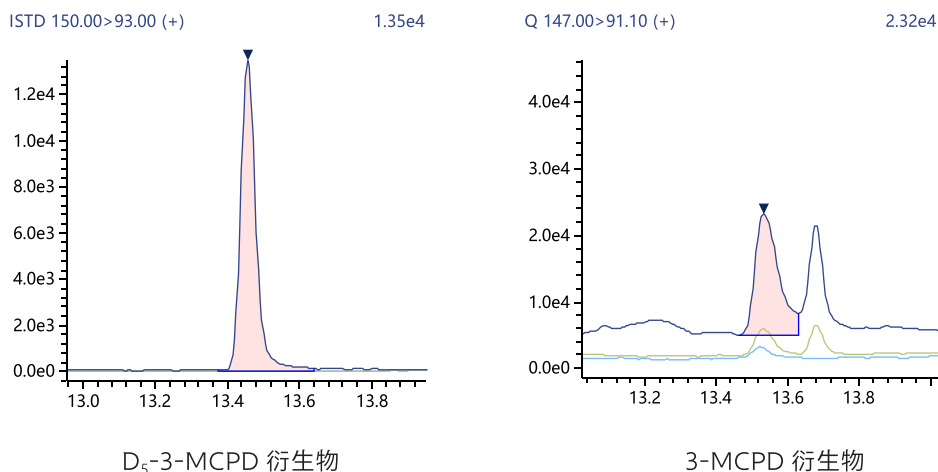 ISTD 150.00>93.00 (+) 1.35e4
1.2e4
1.0e4
8.0e3
6.0e3
4.0e3
2.0e3
0.0e0
13.0 13.2 13.4 13.6 13.8
D₅-3-MCPD 衍生物
Q 147.00>91.10 (+) 2.32e4
4.0e4
3.0e4
2.0e4
1.0e4
0.0e0
13.2 13.4 13.6 13.8
3-MCPD 衍生物